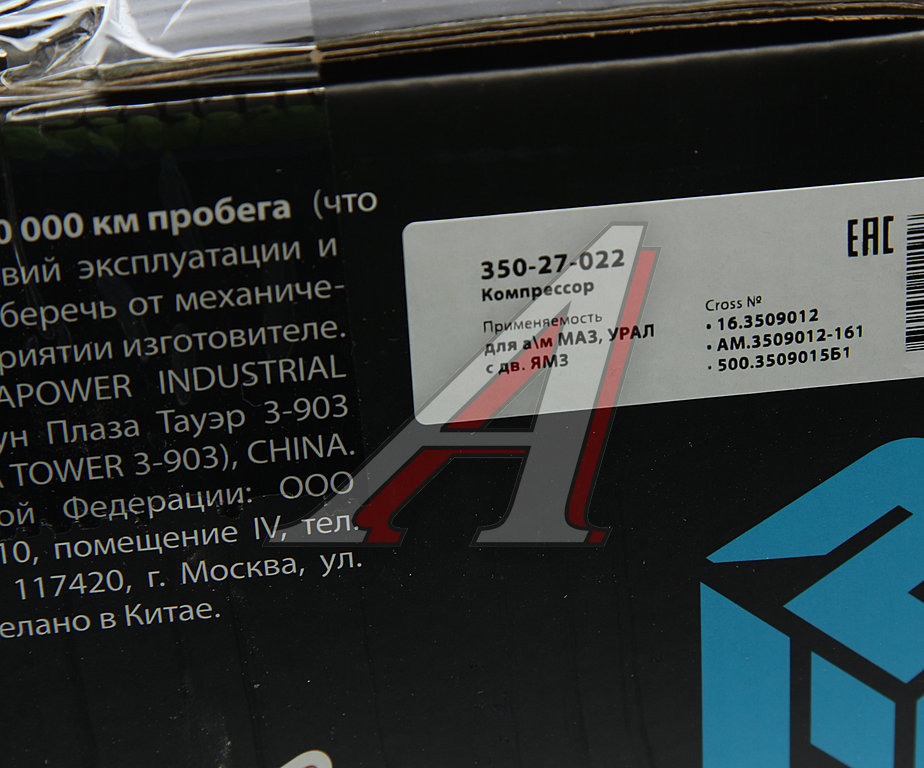 0 000 км пробега (что
вий эксплуатации и
беречь от механиче-
риятии изготовителе.
APOWER INDUSTRIAL
ун Плаза Тауэр 3-903
TOWER 3-903), CHINA.
ой Федерации: ООО
10, помещение IV, тел.
117420, г. Москва, ул.
елано в Китае.
350-27-022
Компрессор
Применяемость
для а\м МАЗ, УРАЛ
с дв. ЯМЗ
EAC
Cross №
• 16.3509012
• АМ.3509012-161
• 500.3509015Б1